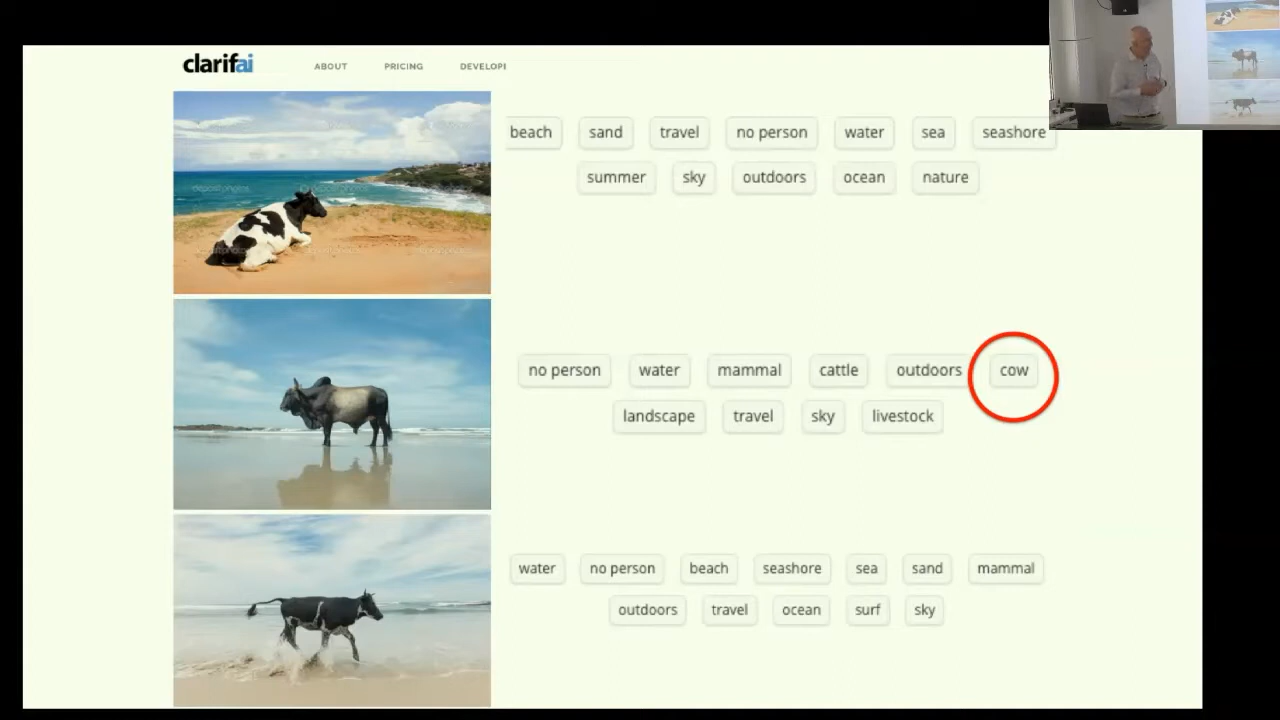 clarifai ABOUT PRICING DEVELOPI
beach sand travel no person water sea seashore
summer sky outdoors ocean nature
depositphotos
no person water mammal cattle outdoors cow
landscape travel sky livestock
water no person beach seashore sea sand mammal
outdoors travel ocean surf sky